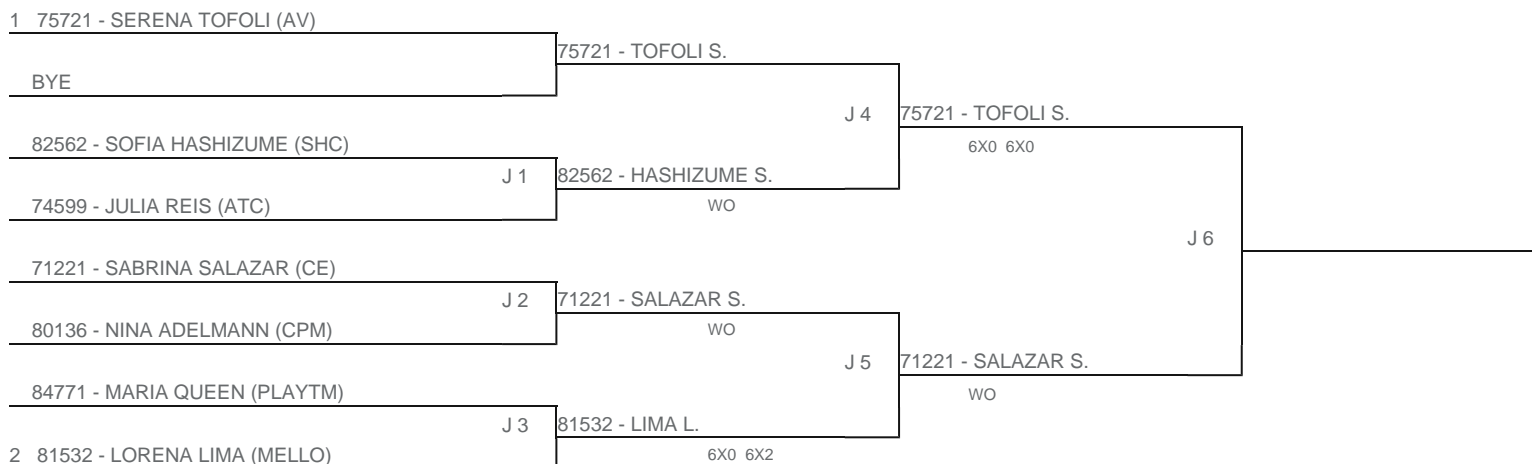 1 75721 - SERENA TOFOLI (AV)
75721 - TOFOLI S.
BYE
J 4
75721 - TOFOLI S.
82562 - SOFIA HASHIZUME (SHC)
6X0 6X0
J 1
82562 - HASHIZUME S.
74599 - JULIA REIS (ATC)
WO
J 6
71221 - SABRINA SALAZAR (CE)
J 2
71221 - SALAZAR S.
80136 - NINA ADELMANN (CPM)
WO
J 5
71221 - SALAZAR S.
84771 - MARIA QUEEN (PLAYTM)
WO
J 3
81532 - LIMA L.
2 81532 - LORENA LIMA (MELLO)
6X0 6X2